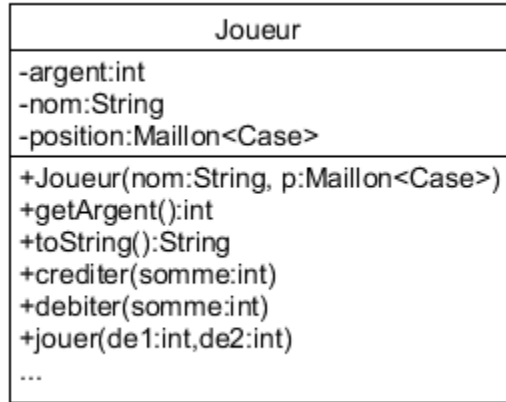 Joueur
-argent:int
-nom:String
-position:Maillon<Case>
+Joueur(nom:String, p:Maillon<Case>)
+getArgent():int
+toString():String
+crediter(somme:int)
+debiter(somme:int)
+jouer(de1:int,de2:int)
...